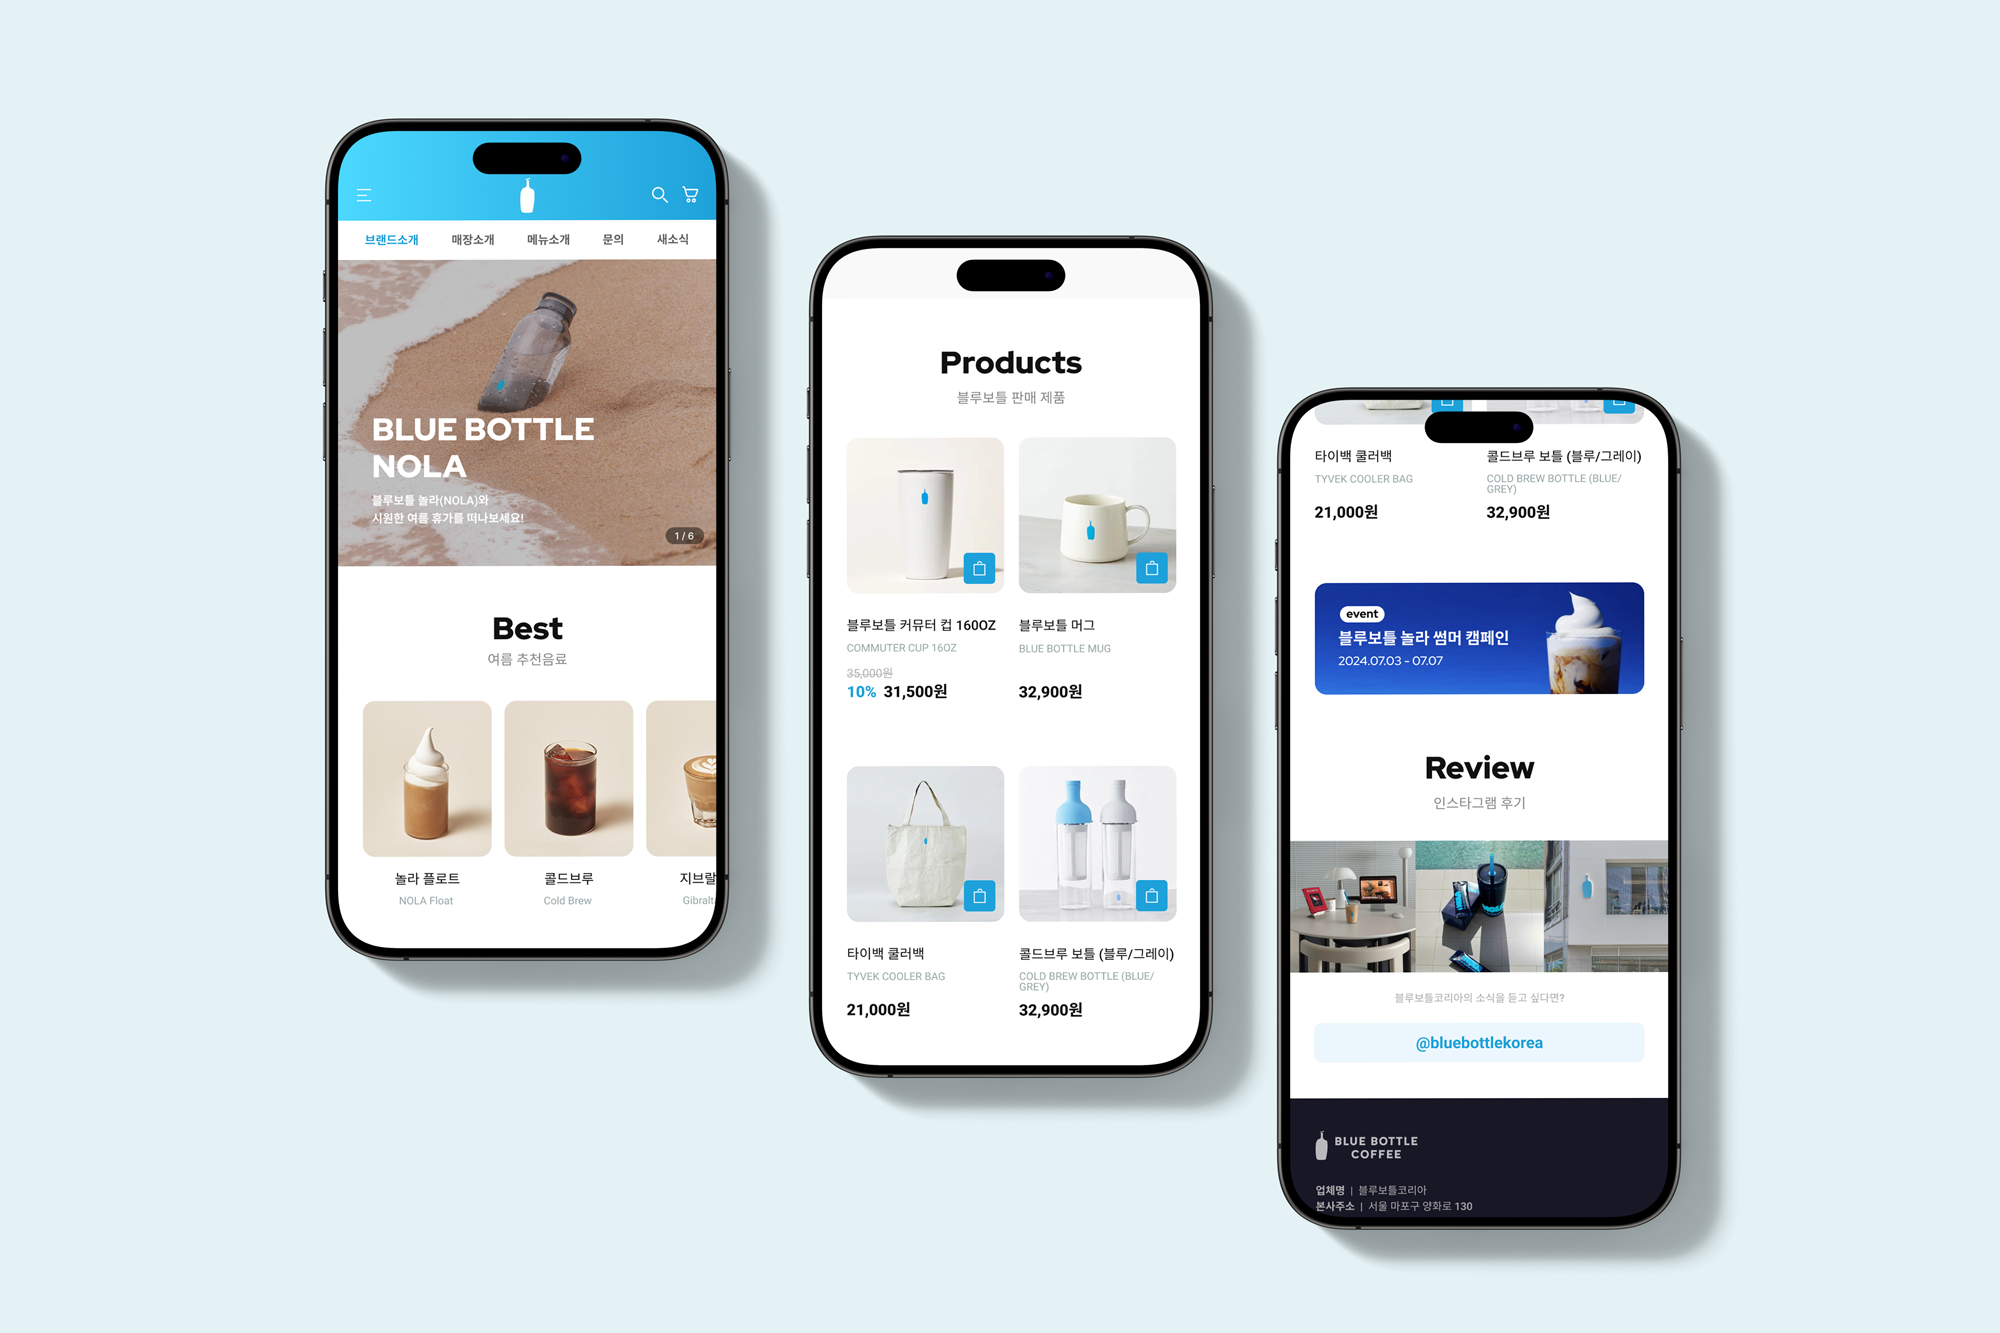 브랜드소개
매장소개
메뉴소개
문의
새소식
BLUE BOTTLE
NOLA
블루보틀 놀라(NOLA)와
시원한 여름 휴가를 떠나보세요!
1 / 6
Best
여름 추천음료
놀라 플로트
NOLA Float
콜드브루
Cold Brew
지브랄
Gibralt
Products
블루보틀 판매 제품
블루보틀 커뮤터 컵 160OZ
COMMUTER CUP 16OZ
35,000원
10% 31,500원
블루보틀 머그
BLUE BOTTLE MUG
32,900원
타이백 쿨러백
TYVEK COOLER BAG
21,000원
콜드브루 보틀 (블루/그레이)
COLD BREW BOTTLE (BLUE/
GREY)
32,900원
타이백 쿨러백
TYVEK COOLER BAG
21,000원
콜드브루 보틀 (블루/그레이)
COLD BREW BOTTLE (BLUE/
GREY)
32,900원
event
블루보틀 놀라 썸머 캠페인
2024.07.03 - 07.07
Review
인스타그램 후기
블루보틀코리아의 소식을 듣고 싶다면?
@bluebottlekorea
BLUE BOTTLE
COFFEE
업체명 | 블루보틀코리아
본사주소 | 서울 마포구 양화로 130